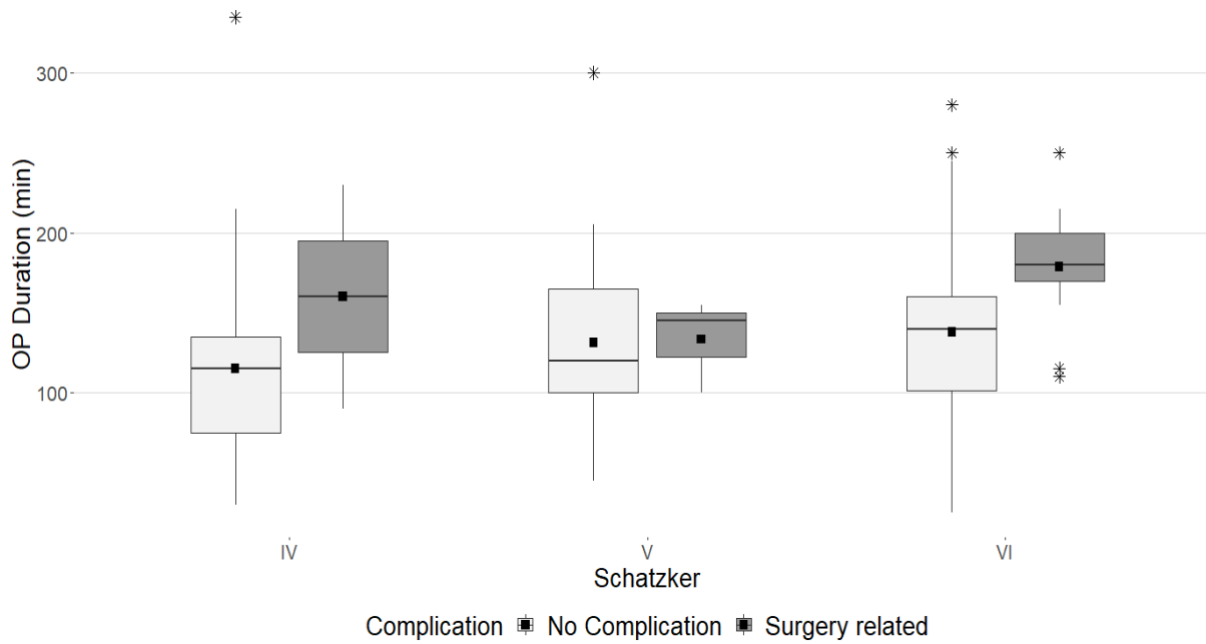 OP Duration (min)
300
200
100
IV V VI
Schatzker
Complication No Complication Surgery related